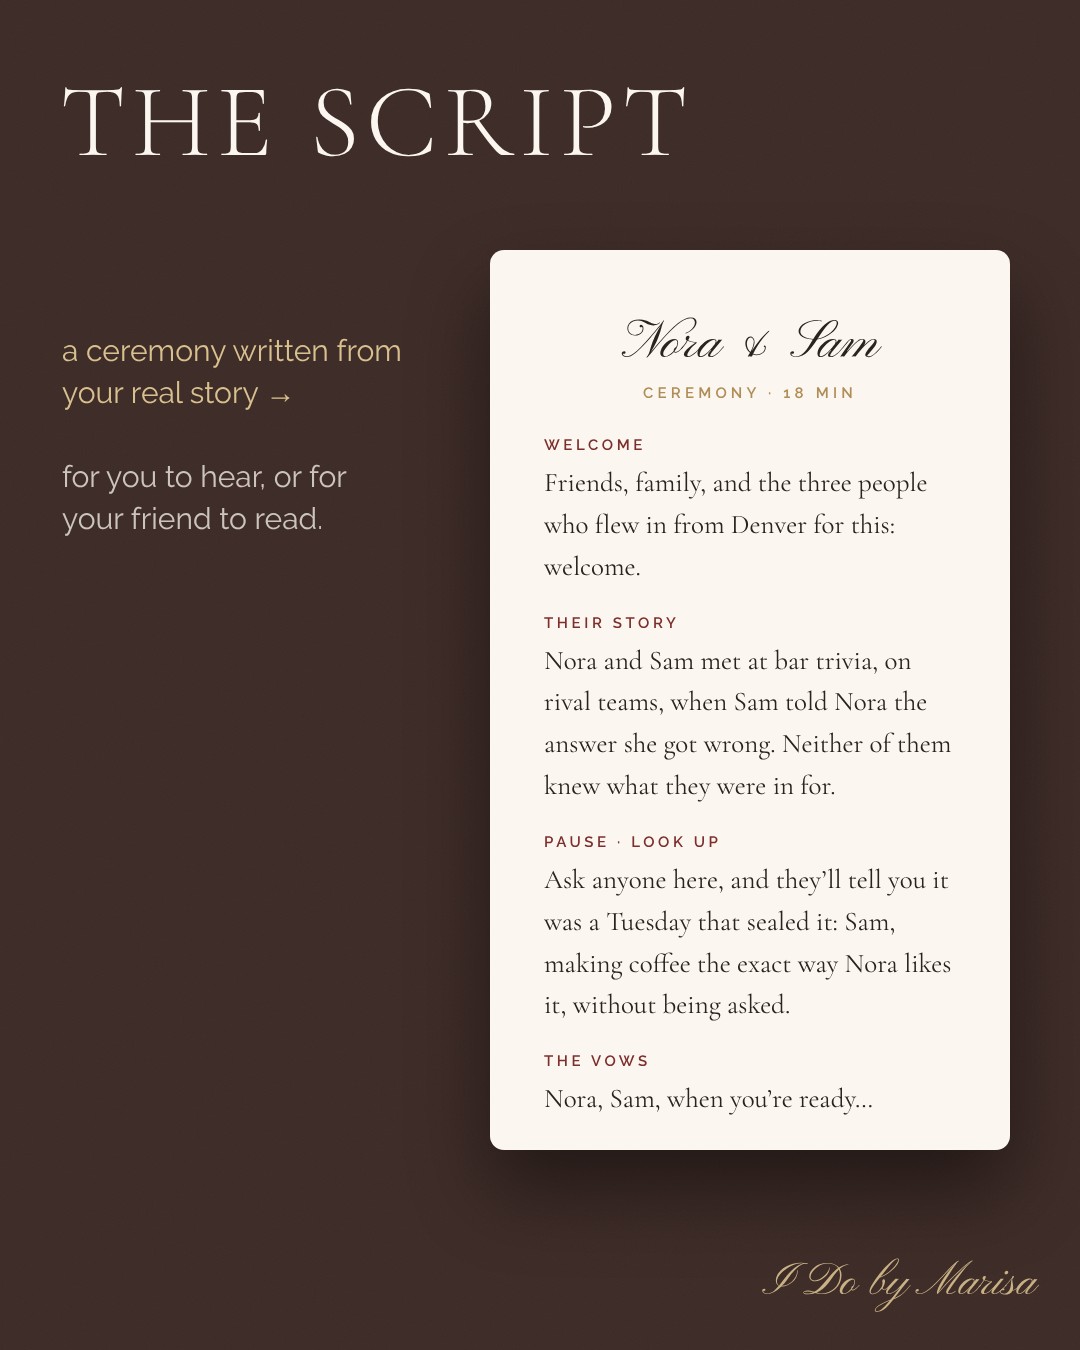 THE SCRIPT
a ceremony written from
your real story →
for you to hear, or for
your friend to read.
Nora & Sam
CEREMONY · 18 MIN
WELCOME
Friends, family, and the three people
who flew in from Denver for this:
welcome.
THEIR STORY
Nora and Sam met at bar trivia, on
rival teams, when Sam told Nora the
answer she got wrong. Neither of them
knew what they were in for.
PAUSE · LOOK UP
Ask anyone here, and they’ll tell you it
was a Tuesday that sealed it: Sam,
making coffee the exact way Nora likes
it, without being asked.
THE VOWS
Nora, Sam, when you’re ready...
I Do by Marisa